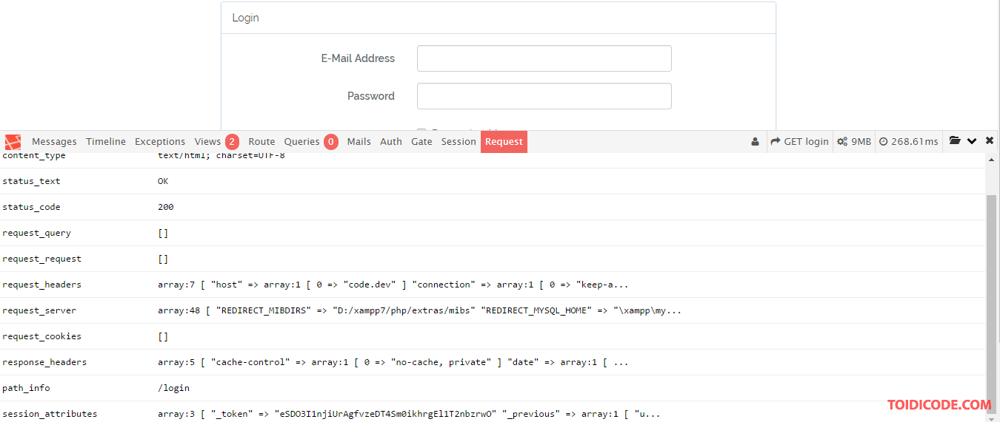 Login
E-Mail Address
Password
Messages Timeline Exceptions Views 2 Route Queries 0 Mails Auth Gate Session Request GET login 9MB 268.61ms
content_type text/html; charset=UTF-8
status_text OK
status_code 200
request_query []
request_request []
request_headers array:7 [ "host" => array:1 [ 0 => "code.dev" ] "connection" => array:1 [ 0 => "keep-a...
request_server array:48 [ "REDIRECT_MIBDIRS" => "D:/xampp7/php/extras/mibs" "REDIRECT_MYSQL_HOME" => "\xampp\my...
request_cookies []
response_headers array:5 [ "cache-control" => array:1 [ 0 => "no-cache, private" ] "date" => array:1 [ ...
path_info /login
session_attributes array:3 [ "_token" => "eSDO3I1njiUrAgfvzeDT4Sm0ikhrgEl1T2nbzrwO" "_previous" => array:1 [ "u...
TOIDICODE.COM